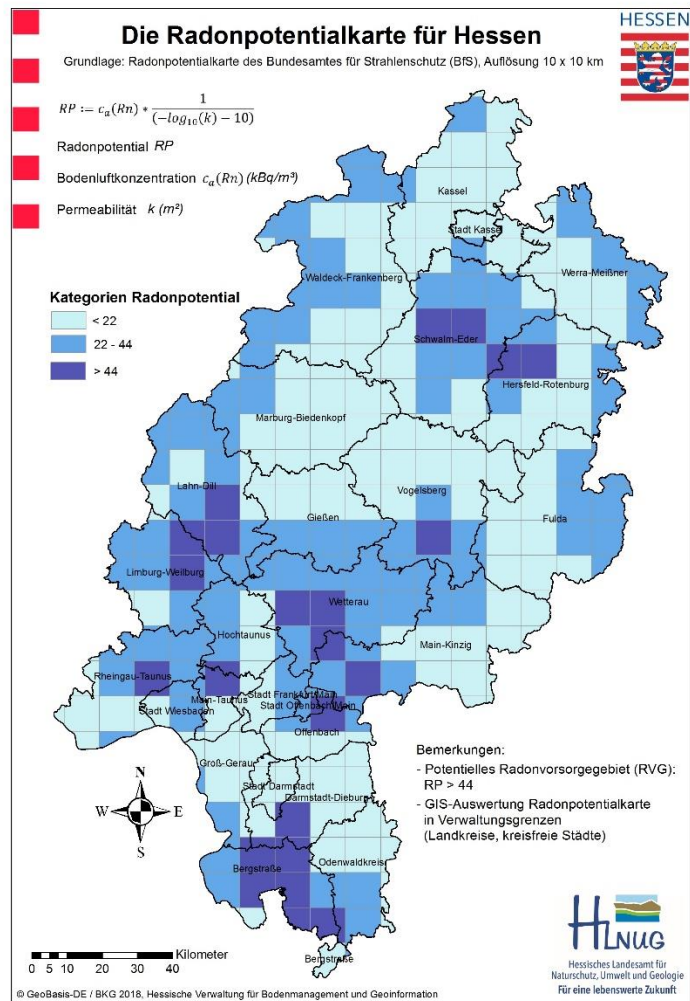 Die Radonpotentialkarte für Hessen
Grundlage: Radonpotentialkarte des Bundesamtes für Strahlenschutz (BfS), Auflösung 10 x 10 km
HESSEN
RP := cₐ(Rn) * 1 / (−log₁₀(k) − 10)
Radonpotential RP
Bodenluftkonzentration cₐ(Rn) (kBq/m³)
Permeabilität k (m²)
Kategorien Radonpotential
< 22
22 - 44
> 44
Kassel
Stadt Kassel
Werra-Meißner
Waldeck-Frankenberg
Schwalm-Eder
Hersfeld-Rotenburg
Marburg-Biedenkopf
Lahn-Dill
Vogelsberg
Gießen
Fulda
Limburg-Weilburg
Wetterau
Hochtaunus
Main-Kinzig
Rheingau-Taunus
Stadt Frankfurt/Main
Main-Taunus
Stadt Offenbach/Main
Stadt Wiesbaden
Offenbach
Groß-Gerau
Stadt Darmstadt
Darmstadt-Dieburg
Odenwaldkreis
Bergstraße
Bergstraße
Bemerkungen:
- Potentielles Radonvorsorgegebiet (RVG):
RP > 44
- GIS-Auswertung Radonpotentialkarte
in Verwaltungsgrenzen
(Landkreise, kreisfreie Städte)
N
W E
S
Kilometer
0 5 10 20 30 40
HLNUG
Hessisches Landesamt für
Naturschutz, Umwelt und Geologie
Für eine lebenswerte Zukunft
© GeoBasis-DE / BKG 2018, Hessische Verwaltung für Bodenmanagement und Geoinformation